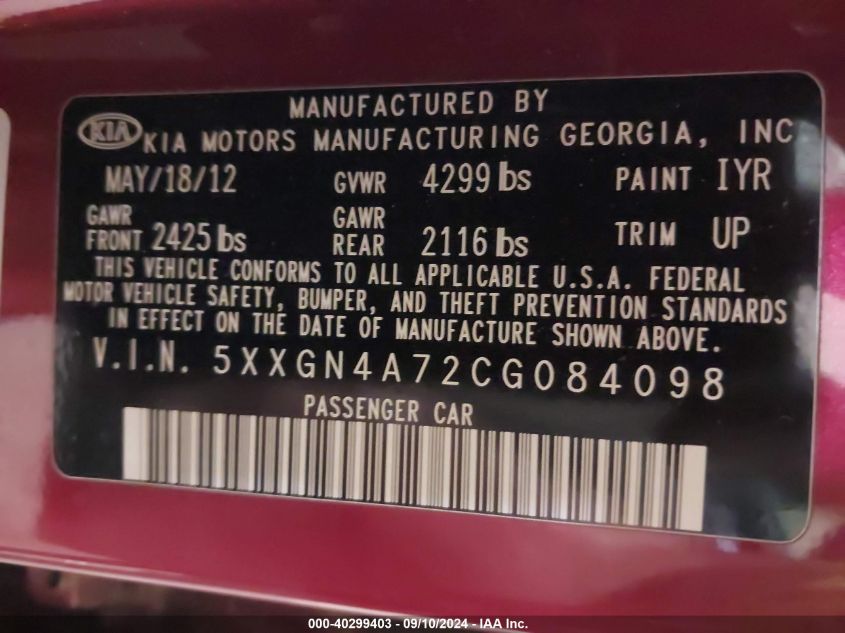 MANUFACTURED BY
KIA KIA MOTORS MANUFACTURING GEORGIA, INC
MAY/18/12 GVWR 4299 lbs PAINT IYR
GAWR FRONT 2425 lbs GAWR REAR 2116 lbs TRIM UP
THIS VEHICLE CONFORMS TO ALL APPLICABLE U.S.A. FEDERAL
MOTOR VEHICLE SAFETY, BUMPER, AND THEFT PREVENTION STANDARDS
IN EFFECT ON THE DATE OF MANUFACTURE SHOWN ABOVE.
V.I.N. 5XXGN4A72CG084098
PASSENGER CAR
000-40299403 - 09/10/2024 - IAA Inc.